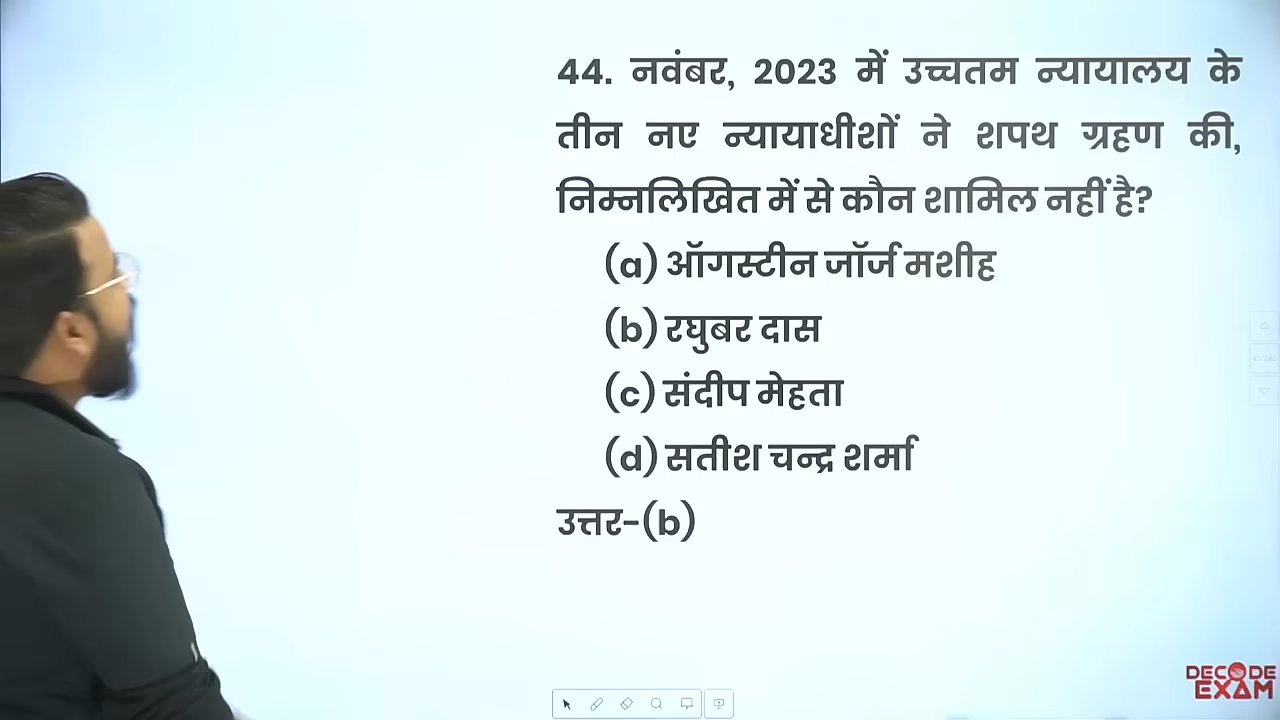 44. नवंबर, 2023 में उच्चतम न्यायालय के
तीन नए न्यायाधीशों ने शपथ ग्रहण की,
निम्नलिखित में से कौन शामिल नहीं है?
(a) ऑगस्टीन जॉर्ज मशीह
(b) रघुबर दास
(c) संदीप मेहता
(d) सतीश चन्द्र शर्मा
उत्तर-(b)
DECODE
EXAM